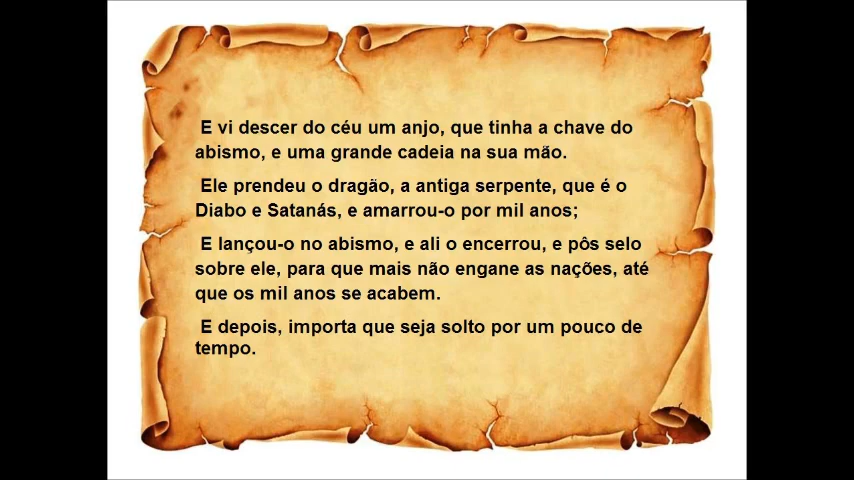 E vi descer do céu um anjo, que tinha a chave do
abismo, e uma grande cadeia na sua mão.
Ele prendeu o dragão, a antiga serpente, que é o
Diabo e Satanás, e amarrou-o por mil anos;
E lançou-o no abismo, e ali o encerrou, e pôs selo
sobre ele, para que mais não engane as nações, até
que os mil anos se acabem.
E depois, importa que seja solto por um pouco de
tempo.